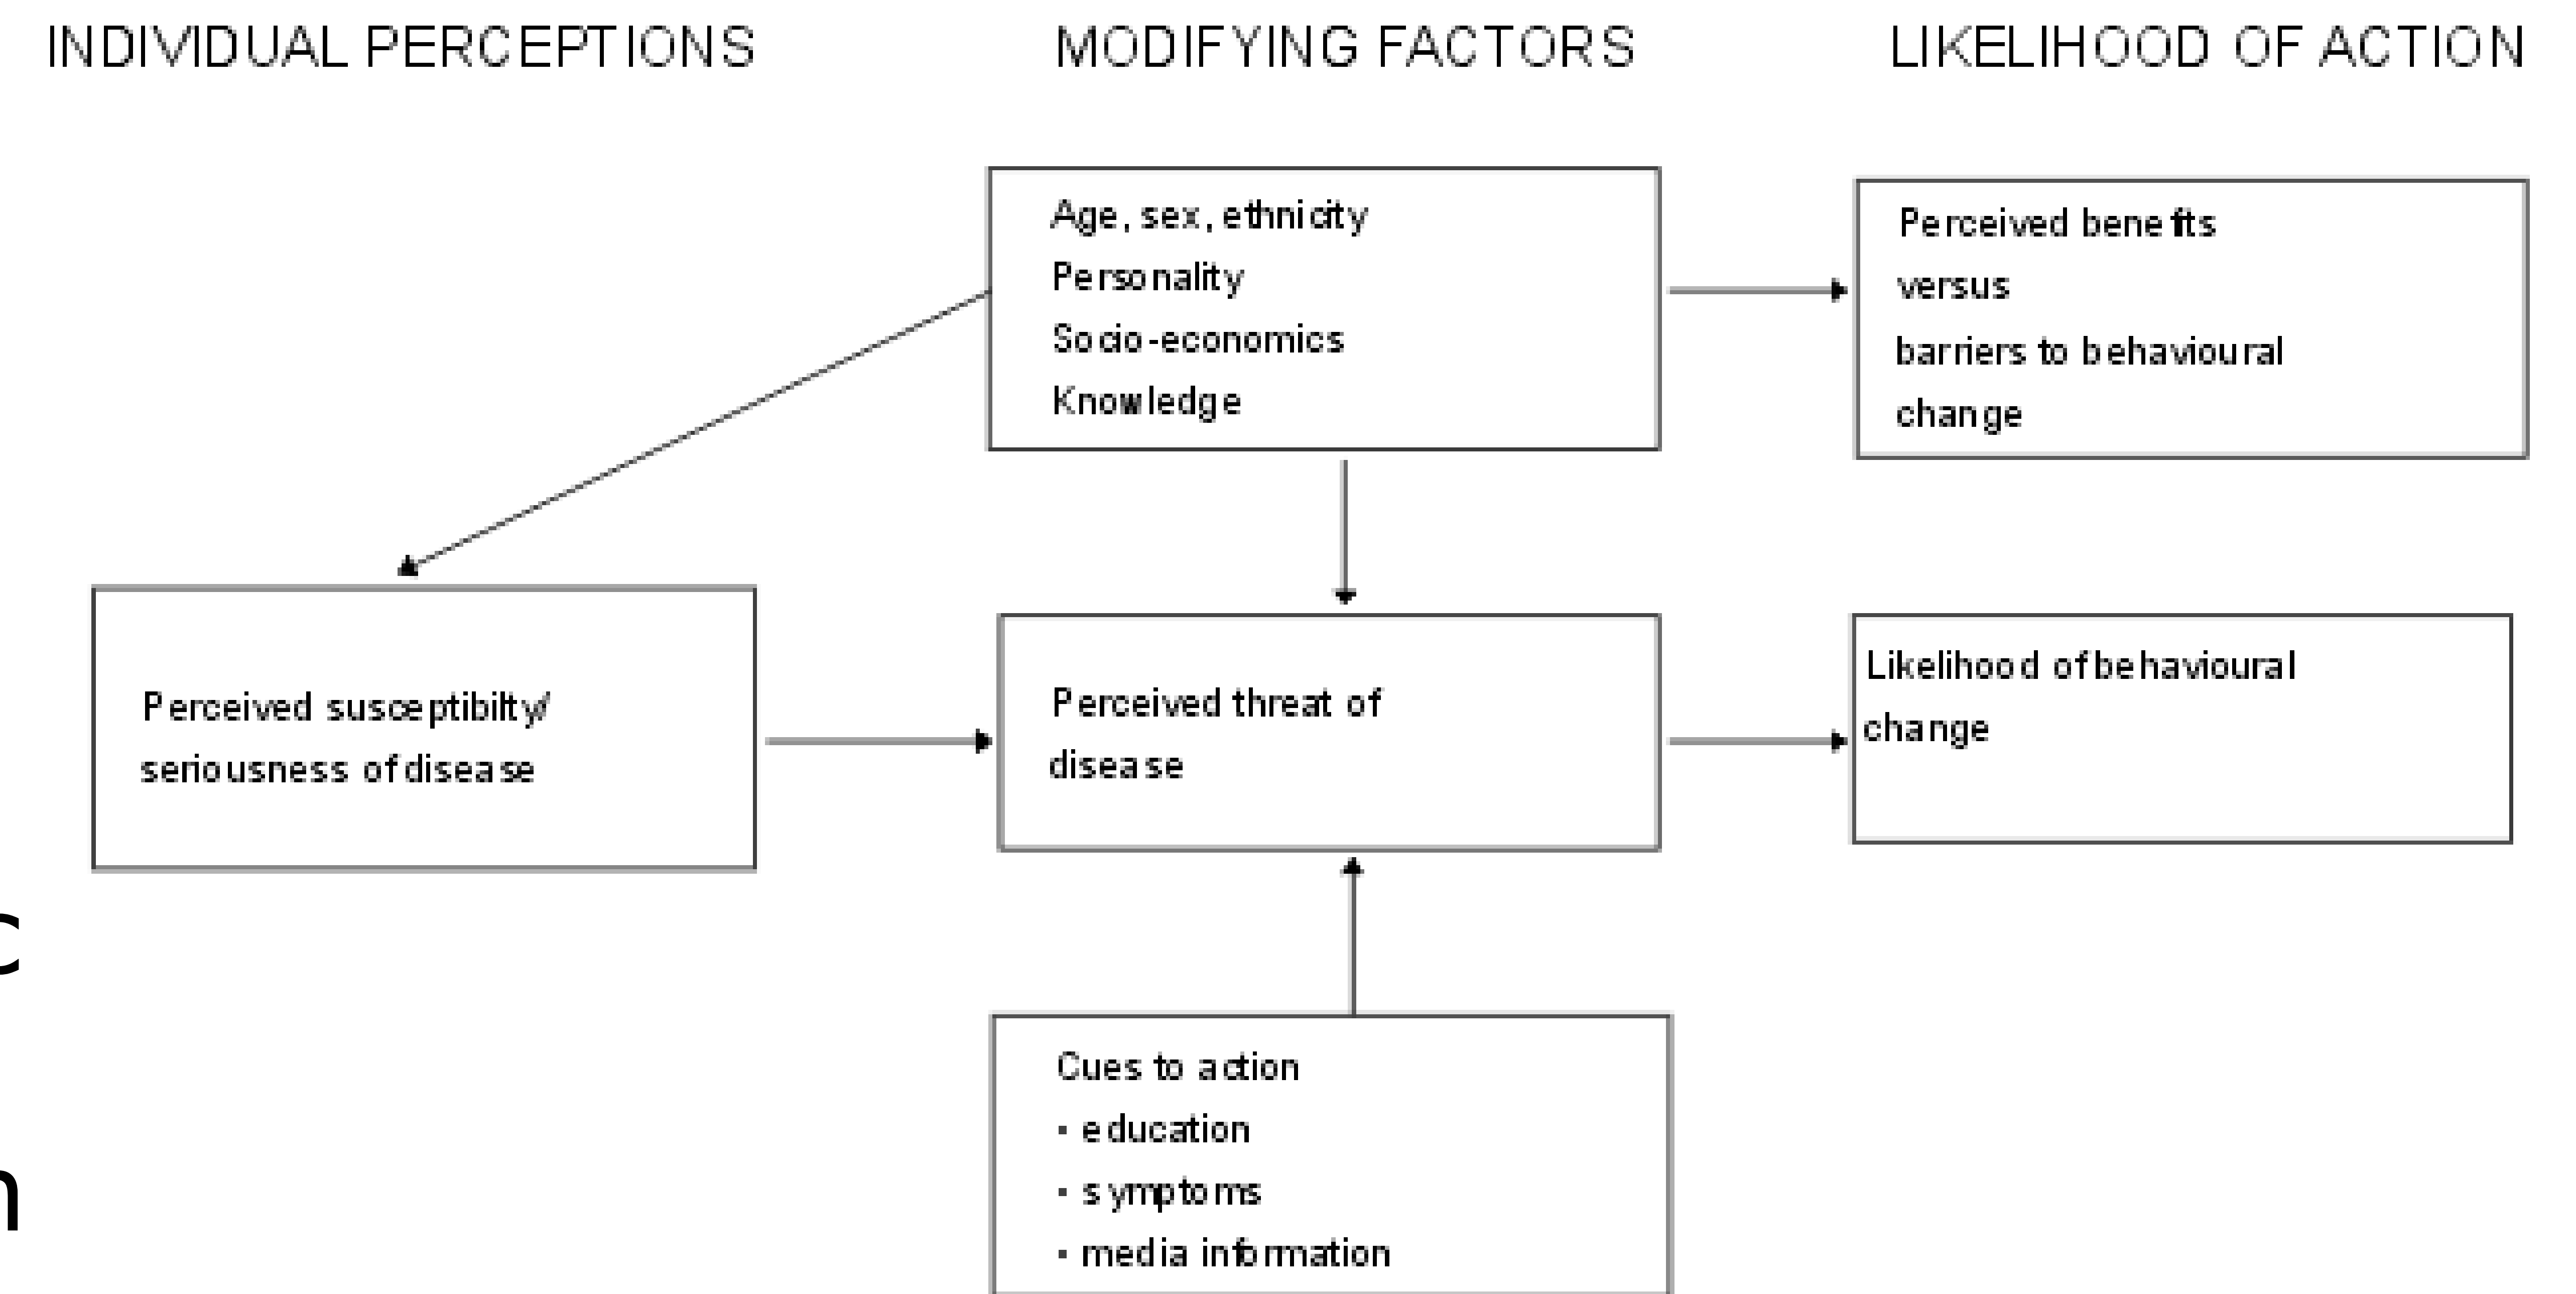 INDIVIDUAL PERCEPTIONS
MODIFYING FACTORS
LIKELIHOOD OF ACTION
Age, sex, ethnicity
Personality
Socio-economics
Knowledge
Perceived benefits
versus
barriers to behavioural
change
Perceived susceptibilty/
seriousness of disease
Perceived threat of
disease
Likelihood of behavioural
change
c
Cues to action
▪ education
n
▪ symptoms
▪ media information